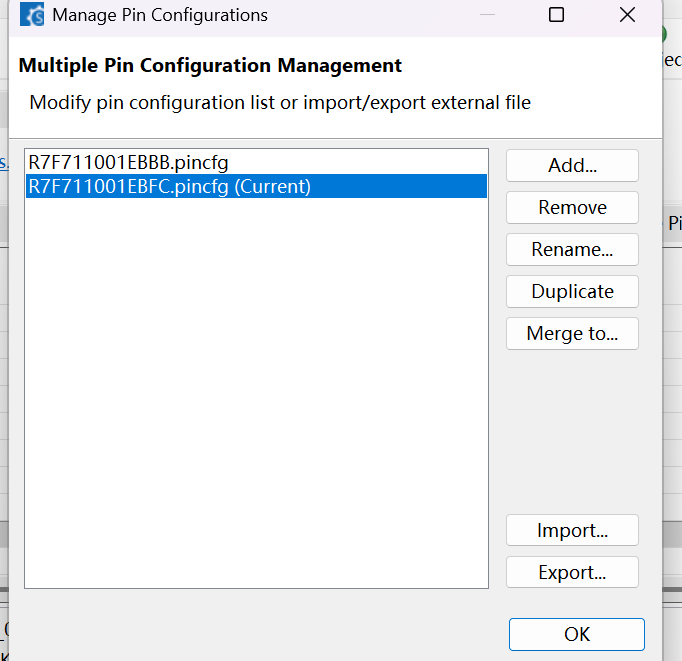 Manage Pin Configurations
Multiple Pin Configuration Management
Modify pin configuration list or import/export external file
R7F711001EBBB.pincfg
R7F711001EBFC.pincfg (Current)
Add...
Remove
Rename...
Duplicate
Merge to...
Import...
Export...
OK